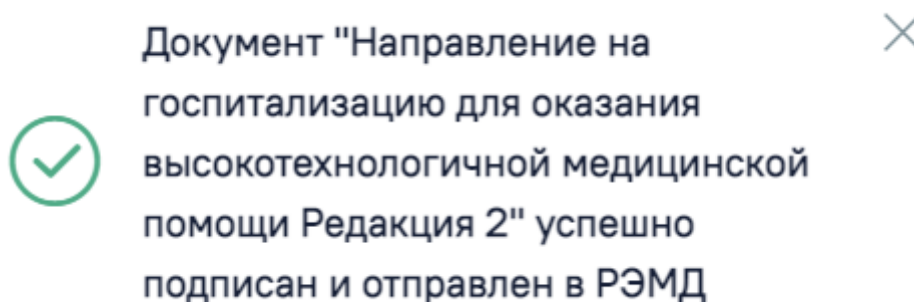 Документ "Направление на
госпитализацию для оказания
высокотехнологичной медицинской
помощи Редакция 2" успешно
подписан и отправлен в РЭМД